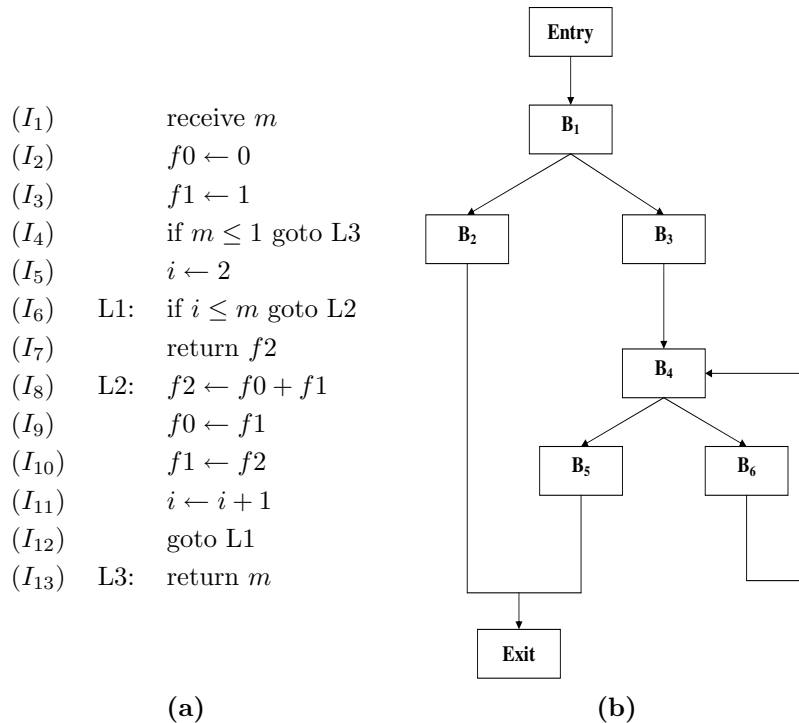 (I₁) receive m
(I₂) f0 ← 0
(I₃) f1 ← 1
(I₄) if m ≤ 1 goto L3
(I₅) i ← 2
(I₆) L1: if i ≤ m goto L2
(I₇) return f2
(I₈) L2: f2 ← f0 + f1
(I₉) f0 ← f1
(I₁₀) f1 ← f2
(I₁₁) i ← i + 1
(I₁₂) goto L1
(I₁₃) L3: return m
(a)
Entry
B₁
B₂ B₃
B₄
B₅ B₆
Exit
(b)